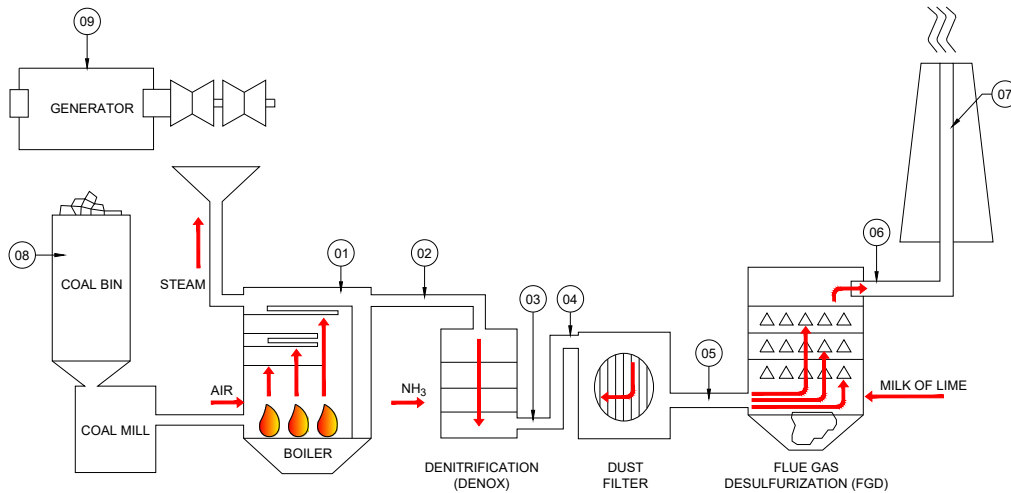 09
GENERATOR
07
08
COAL BIN
STEAM
01
02
03
04
05
06
AIR
NH3
MILK OF LIME
COAL MILL
BOILER
DENITRIFICATION
(DENOX)
DUST
FILTER
FLUE GAS
DESULFURIZATION (FGD)